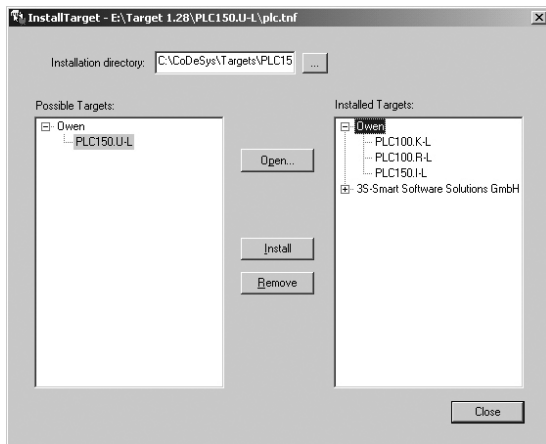 InstallTarget - E:\Target 1.28\PLC150.U-L\plc.tnf
Installation directory: C:\CoDeSys\Targets\PLC15 ...
Possible Targets:
Owen
PLC150.U-L
Open...
Install
Remove
Installed Targets:
Owen
PLC100.K-L
PLC100.R-L
PLC150.I-L
3S-Smart Software Solutions GmbH
Close